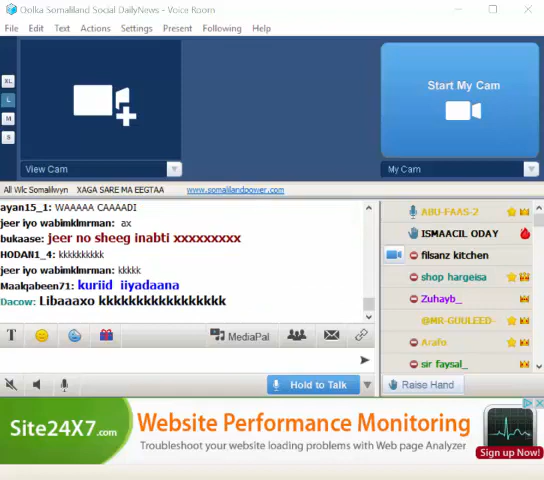 Oolka Somaliland Social DailyNews - Voice Room
File Edit Text Actions Settings Present Following Help
XL
L
M
S
Start My Cam
View Cam
My Cam
All Wlc Somalilwyn XAGA SARE MA EEGTAA www.somalilandpower.com
ayan15_1: WAAAAA CAAAADI
jeer iyo wabimklmrman: ax
bukaase: jeer no sheeg inabti xxxxxxxxx
HODAN1_4: kkkkkkkkkk
jeer iyo wabimklmrman: kkkkk
Maalqabeen71: kuriid iiyadaana
Dacow: Libaaaxo kkkkkkkkkkkkkkkkkk
ABU-FAAS-2
ISMAACIL ODAY
filsanz kitchen
shop hargeisa
Zuhayb_
@MR-GUULEED-
Arafo
sir faysal_
T
MediaPal
Hold to Talk
Raise Hand
Site24X7.com
Website Performance Monitoring
Troubleshoot your website loading problems with Web page Analyzer
Sign up Now!